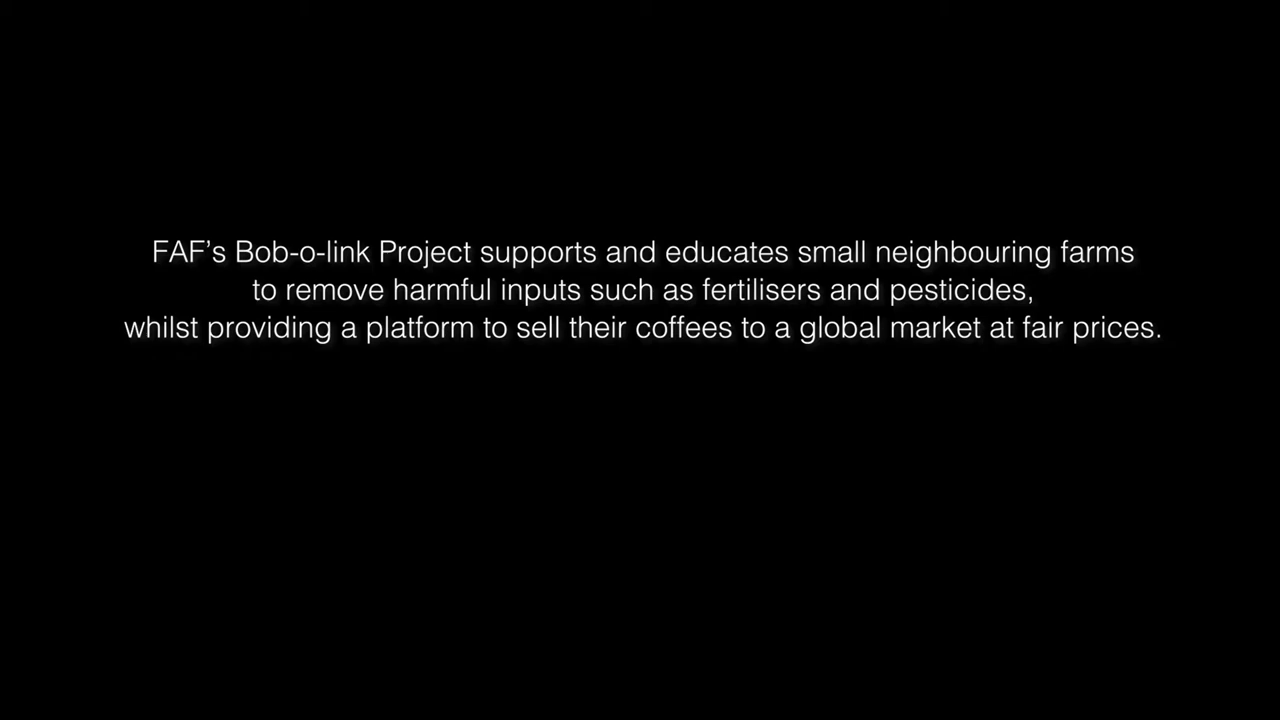 FAF’s Bob-o-link Project supports and educates small neighbouring farms
to remove harmful inputs such as fertilisers and pesticides,
whilst providing a platform to sell their coffees to a global market at fair prices.